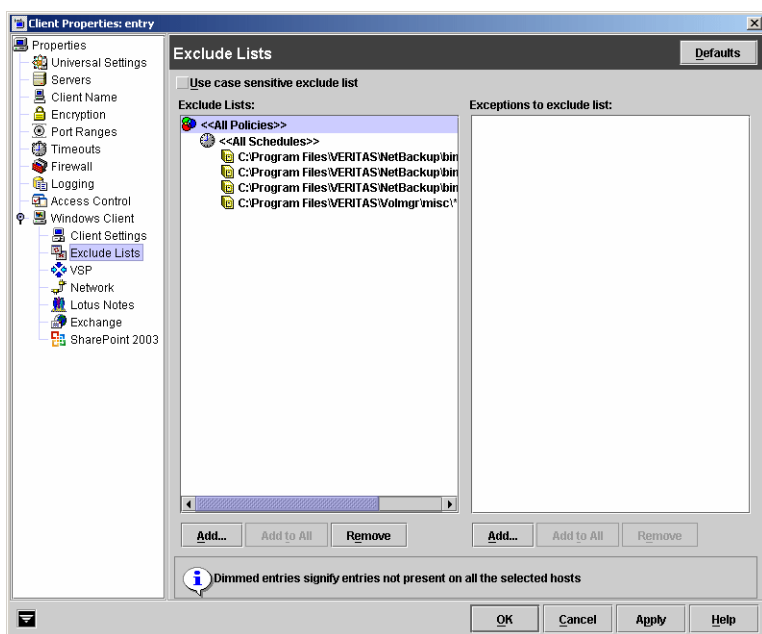 Client Properties: entry
Properties
Universal Settings
Servers
Client Name
Encryption
Port Ranges
Timeouts
Firewall
Logging
Access Control
Windows Client
Client Settings
Exclude Lists
VSP
Network
Lotus Notes
Exchange
SharePoint 2003
Exclude Lists
Defaults
Use case sensitive exclude list
Exclude Lists:
<<All Policies>>
<<All Schedules>>
C:\Program Files\VERITAS\NetBackup\bin
C:\Program Files\VERITAS\NetBackup\bin
C:\Program Files\VERITAS\NetBackup\bin
C:\Program Files\VERITAS\Volmgr\misc\*
Add... Add to All Remove
Exceptions to exclude list:
Add... Add to All Remove
Dimmed entries signify entries not present on all the selected hosts
OK Cancel Apply Help